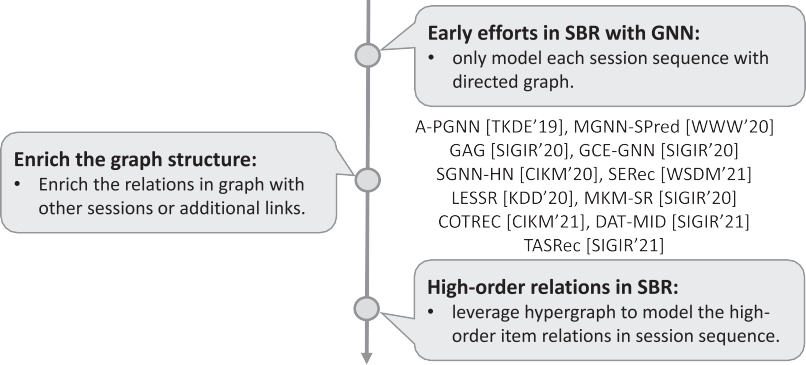 Early efforts in SBR with GNN:
• only model each session sequence with
directed graph.
Enrich the graph structure:
• Enrich the relations in graph with
other sessions or additional links.
A-PGNN [TKDE'19], MGNN-SPred [WWW'20]
GAG [SIGIR'20], GCE-GNN [SIGIR'20]
SGNN-HN [CIKM'20], SERec [WSDM'21]
LESSR [KDD'20], MKM-SR [SIGIR'20]
COTREC [CIKM'21], DAT-MID [SIGIR'21]
TASRec [SIGIR'21]
High-order relations in SBR:
• leverage hypergraph to model the high-
order item relations in session sequence.